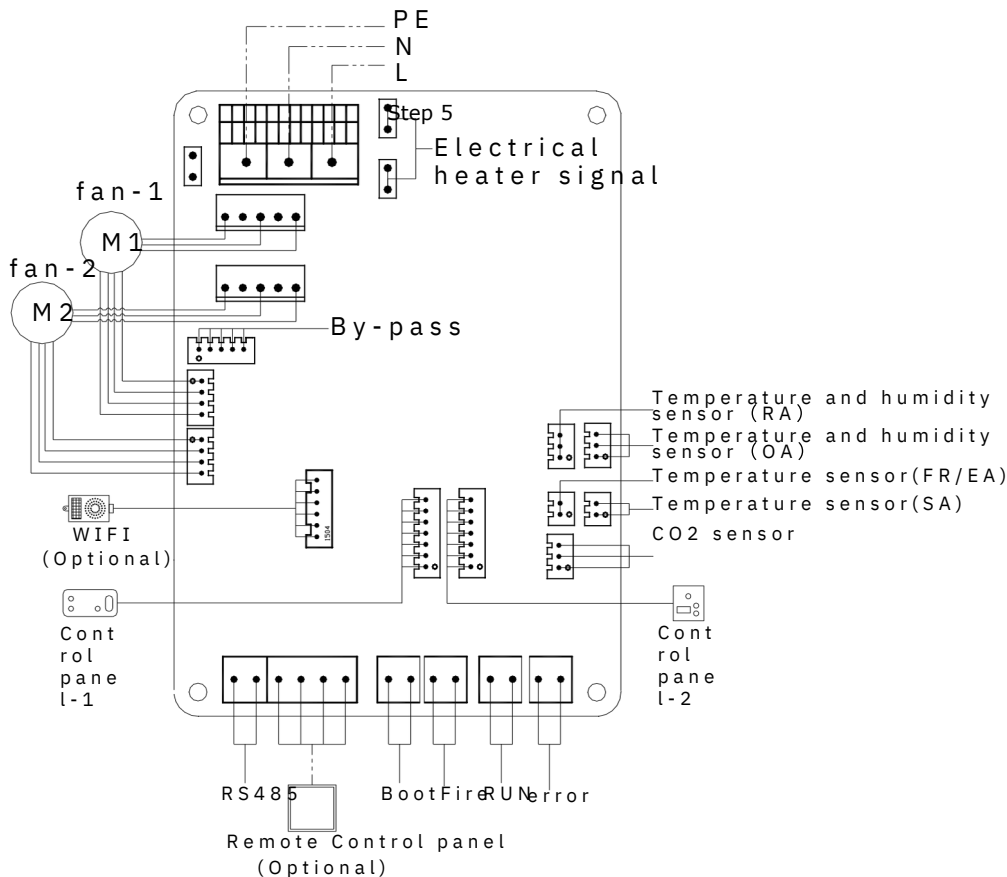 PE
N
L
Step 5
Electrical
heater signal
fan-1
M1
fan-2
M2
By-pass
Temperature and humidity
sensor (RA)
Temperature and humidity
sensor (OA)
Temperature sensor(FR/EA)
Temperature sensor(SA)
CO2 sensor
1504
WIFI
(Optional)
Cont
rol
pane
l-1
Cont
rol
pane
l-2
RS485
Boot
Fire
RUN
error
Remote Control panel
(Optional)